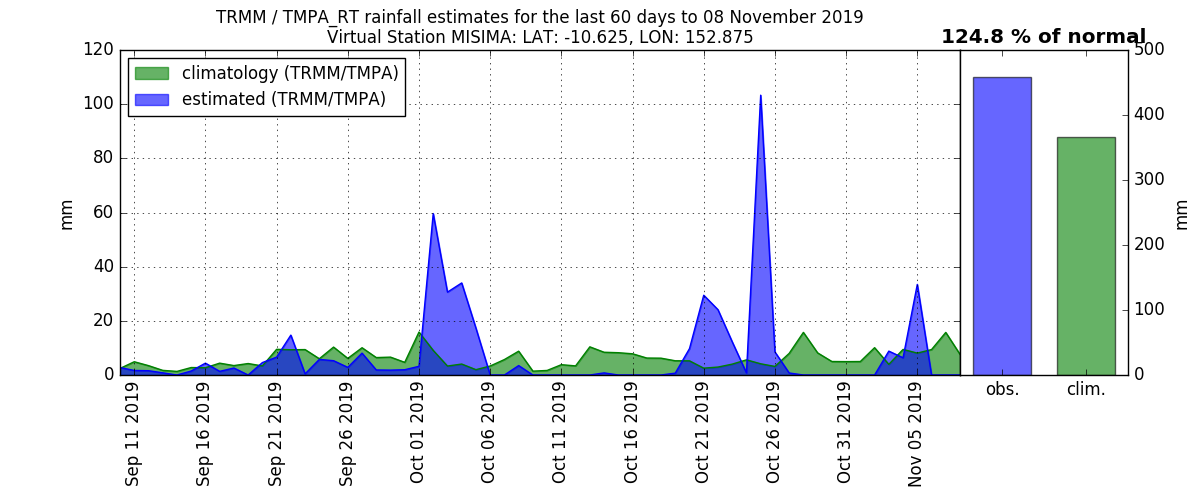 TRMM / TMPA_RT rainfall estimates for the last 60 days to 08 November 2019
Virtual Station MISIMA: LAT: -10.625, LON: 152.875
124.8 % of normal
climatology (TRMM/TMPA)
estimated (TRMM/TMPA)
mm
120
100
80
60
40
20
0
Sep 11 2019
Sep 16 2019
Sep 21 2019
Sep 26 2019
Oct 01 2019
Oct 06 2019
Oct 11 2019
Oct 16 2019
Oct 21 2019
Oct 26 2019
Oct 31 2019
Nov 05 2019
obs.
clim.
500
400
300
200
100
0
mm